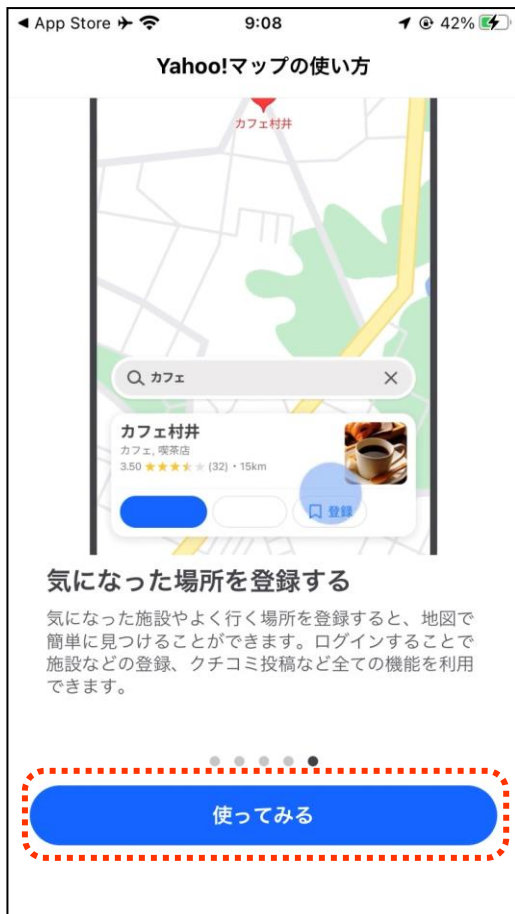 App Store
9:08
42%
Yahoo!マップの使い方
カフェ村井
カフェ
カフェ村井
カフェ, 喫茶店
3.50 ★★★★★ (32)・15km
登録
気になった場所を登録する
気になった施設やよく行く場所を登録すると、地図で
簡単に見つけることができます。ログインすることで
施設などの登録、クチコミ投稿など全ての機能を利用
できます。
使ってみる